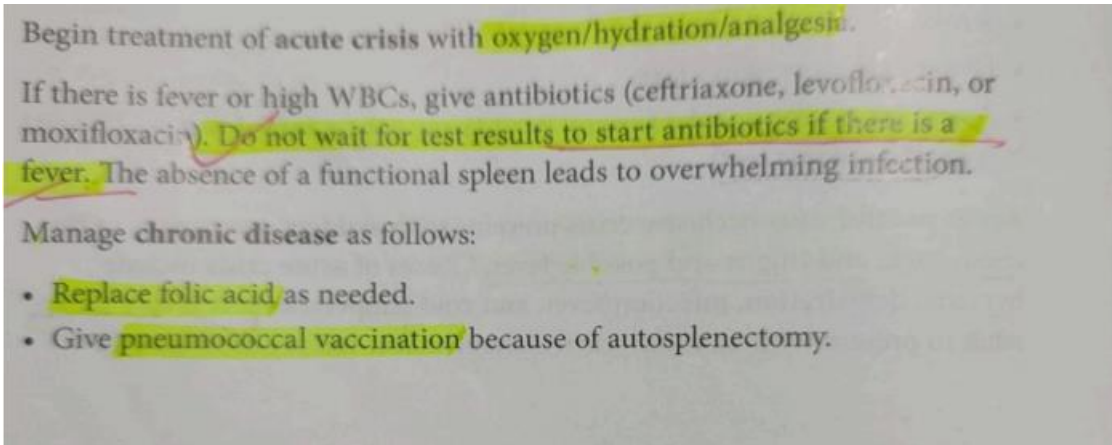 Begin treatment of acute crisis with oxygen/hydration/analgesia.
If there is fever or high WBCs, give antibiotics (ceftriaxone, levofloxacin, or
moxifloxacin). Do not wait for test results to start antibiotics if there is a
fever. The absence of a functional spleen leads to overwhelming infection.
Manage chronic disease as follows:
• Replace folic acid as needed.
• Give pneumococcal vaccination because of autosplenectomy.